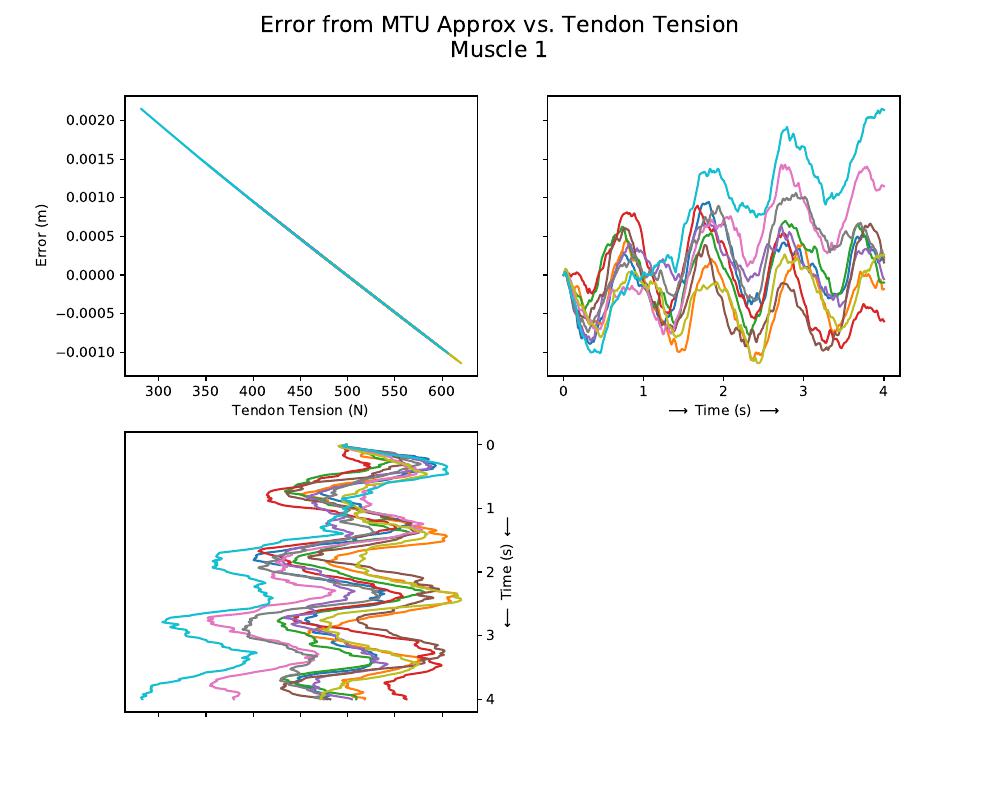 Error from MTU Approx vs. Tendon Tension
Muscle 1
0.0020
0.0015
0.0010
0.0005
0.0000
−0.0005
−0.0010
Error (m)
300 350 400 450 500 550 600
Tendon Tension (N)
0 1 2 3 4
⟶ Time (s) ⟶
0
1
2
3
4
⟵ Time (s) ⟵